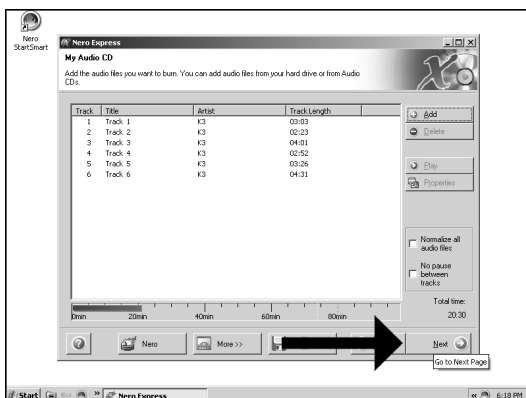 Nero
StartSmart
Nero Express
My Audio CD
Add the audio files you want to burn. You can add audio files from your hard drive or from Audio
CDs.
Track Title Artist Track Length
1 Track 1 K3 03:03
2 Track 2 K3 02:23
3 Track 3 K3 04:01
4 Track 4 K3 02:52
5 Track 5 K3 03:26
6 Track 6 K3 04:31
Add
Delete
Play
Properties
Normalize all
audio files
No pause
between
tracks
Total time:
20:30
0min 20min 40min 60min 80min
Nero
More >>
Next
Go to Next Page
Start
Nero Express
6:18 PM